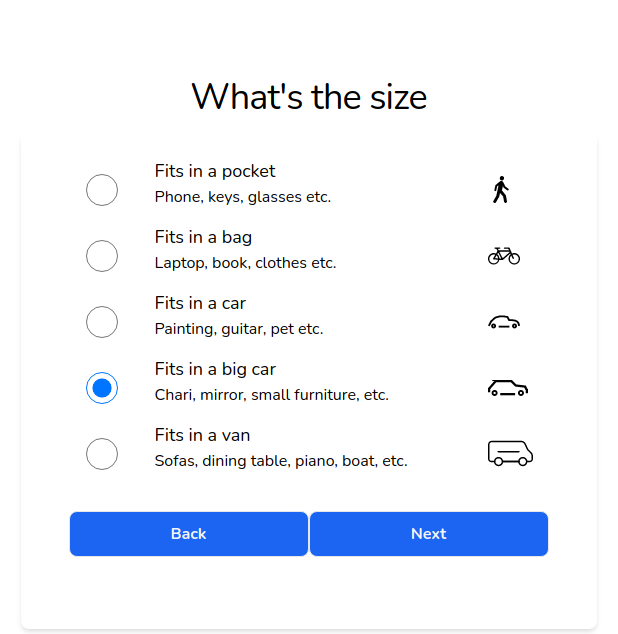 What's the size
Fits in a pocket
Phone, keys, glasses etc.
Fits in a bag
Laptop, book, clothes etc.
Fits in a car
Painting, guitar, pet etc.
Fits in a big car
Chari, mirror, small furniture, etc.
Fits in a van
Sofas, dining table, piano, boat, etc.
Back
Next